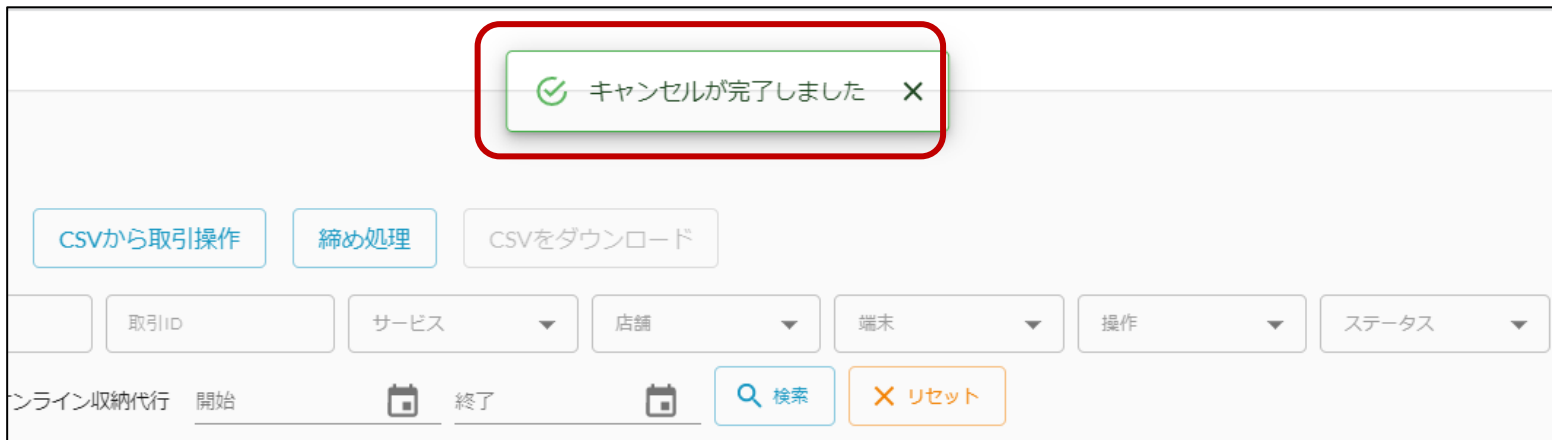 キャンセルが完了しました
CSVから取引操作 締め処理 CSVをダウンロード
取引ID サービス 店舗 端末 操作 ステータス
ンライン収納代行 開始 終了 検索 リセット